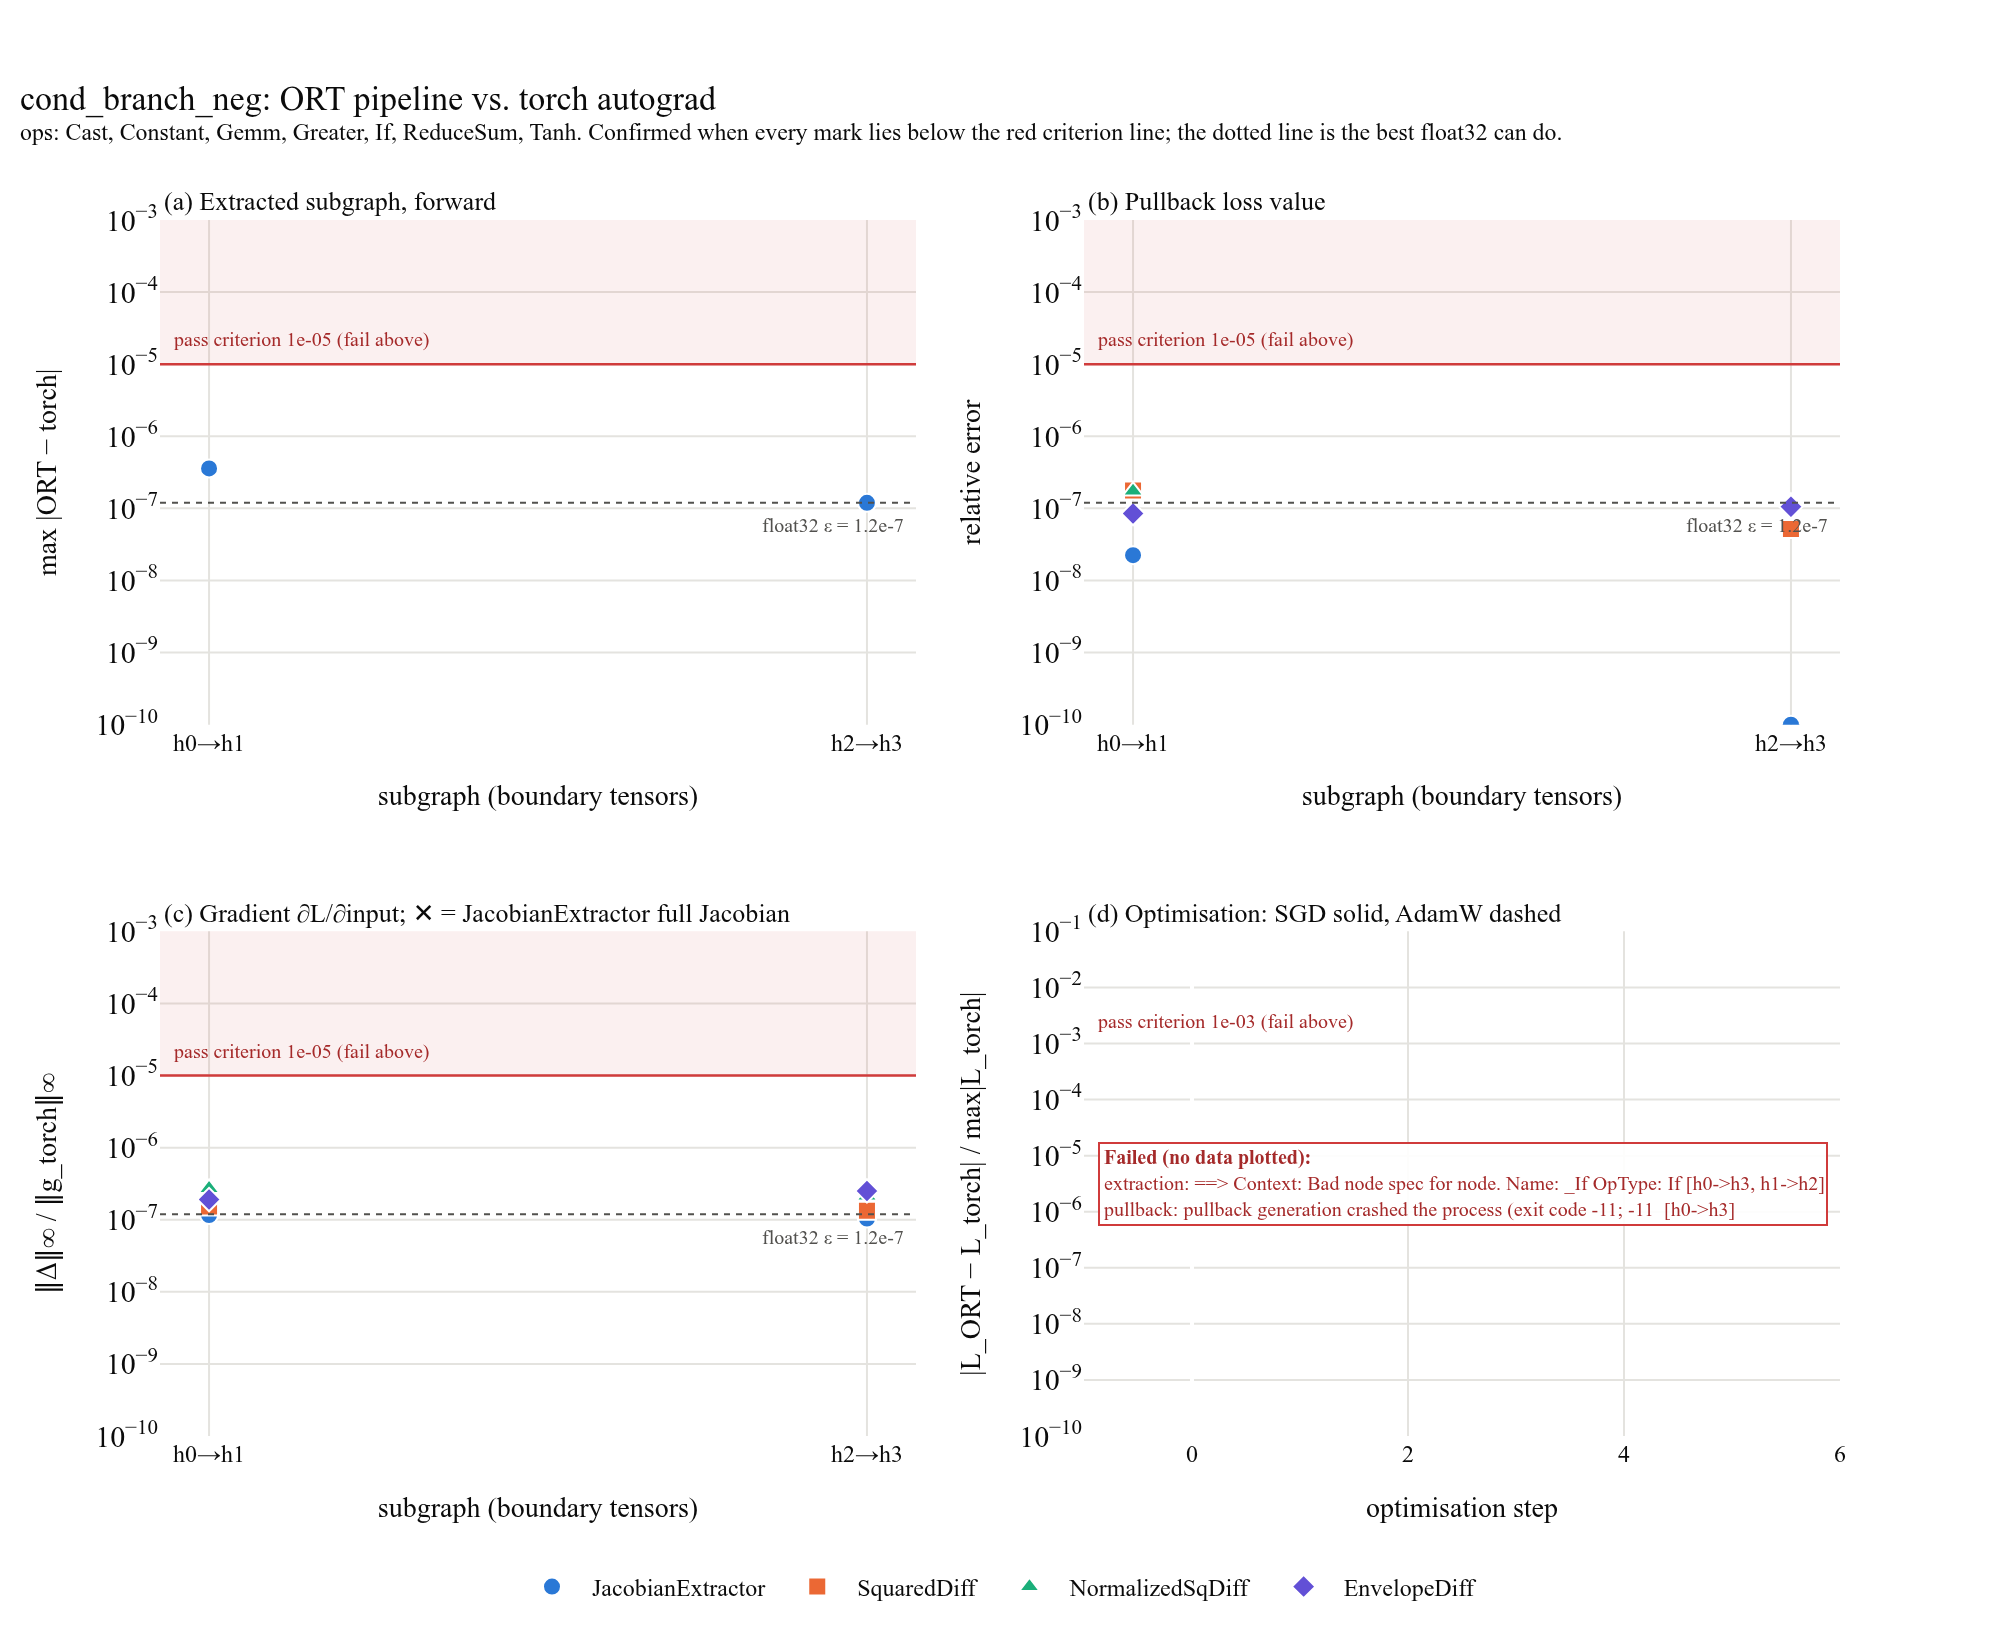 cond_branch_neg: ORT pipeline vs. torch autograd
ops: Cast, Constant, Gemm, Greater, If, ReduceSum, Tanh. Confirmed when every mark lies below the red criterion line; the dotted line is the best float32 can do.
(a) Extracted subgraph, forward
10−3
10−4
pass criterion 1e-05 (fail above)
10−5
10−6
10−7
float32 ε = 1.2e-7
10−8
10−9
10−10
max |ORT − torch|
h0→h1
h2→h3
subgraph (boundary tensors)
(b) Pullback loss value
10−3
10−4
pass criterion 1e-05 (fail above)
10−5
10−6
10−7
float32 ε = 1.2e-7
10−8
10−9
10−10
relative error
h0→h1
h2→h3
subgraph (boundary tensors)
(c) Gradient ∂L/∂input; ✕ = JacobianExtractor full Jacobian
10−3
10−4
pass criterion 1e-05 (fail above)
10−5
10−6
10−7
float32 ε = 1.2e-7
10−8
10−9
10−10
‖Δ‖∞ / ‖g_torch‖∞
h0→h1
h2→h3
subgraph (boundary tensors)
(d) Optimisation: SGD solid, AdamW dashed
10−1
10−2
pass criterion 1e-03 (fail above)
10−3
10−4
10−5
Failed (no data plotted):
extraction: ==> Context: Bad node spec for node. Name: _If OpType: If [h0->h3, h1->h2]
pullback: pullback generation crashed the process (exit code -11; -11  [h0->h3]
10−6
10−7
10−8
10−9
10−10
|L_ORT − L_torch| / max|L_torch|
0
2
4
6
optimisation step
JacobianExtractor
SquaredDiff
NormalizedSqDiff
EnvelopeDiff